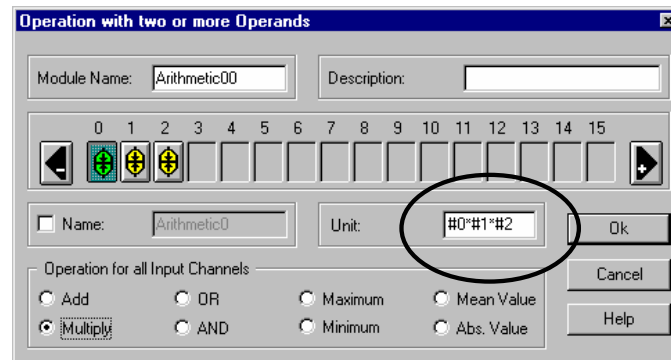 Operation with two or more Operands
Module Name: Arithmetic00 Description:
0 1 2 3 4 5 6 7 8 9 10 11 12 13 14 15
- +
Name: Arithmetic0 Unit: #0*#1*#2 Ok
Operation for all Input Channels Cancel
Add OR Maximum Mean Value
Multiply AND Minimum Abs. Value Help